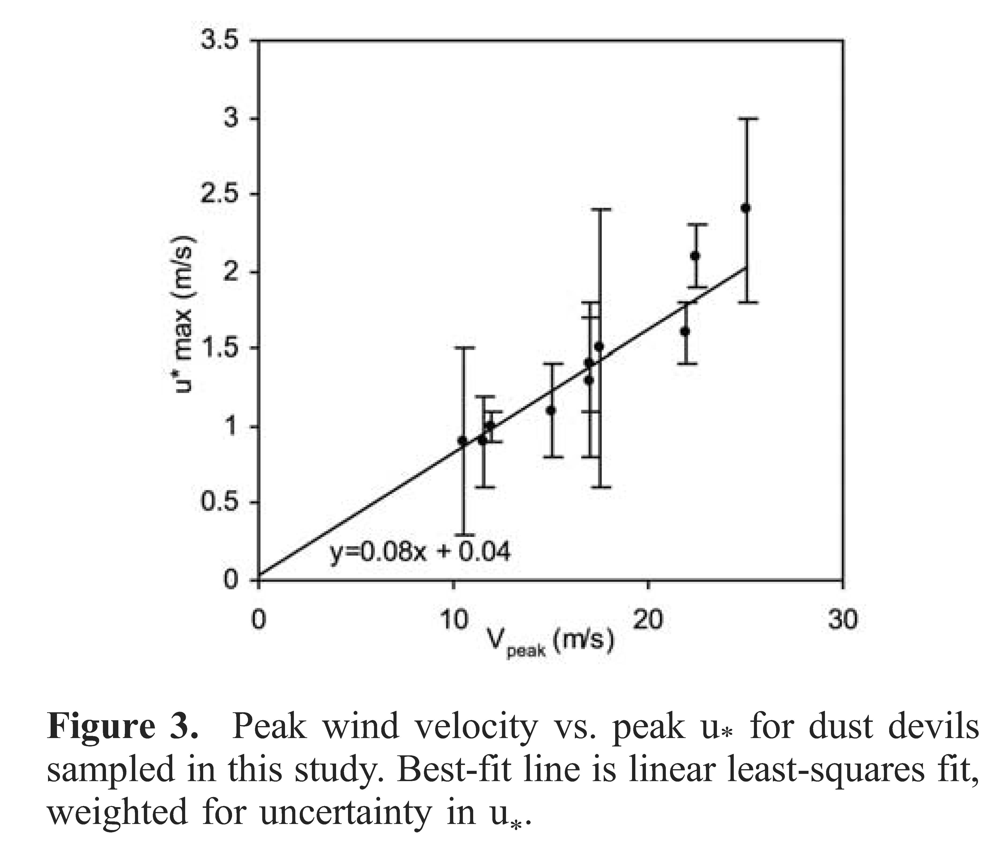 3.5
3
2.5
2
1.5
1
0.5
0
u* max (m/s)
y=0.08x + 0.04
0 10 20 30
Vpeak (m/s)
Figure 3. Peak wind velocity vs. peak u* for dust devils
sampled in this study. Best-fit line is linear least-squares fit,
weighted for uncertainty in u*.